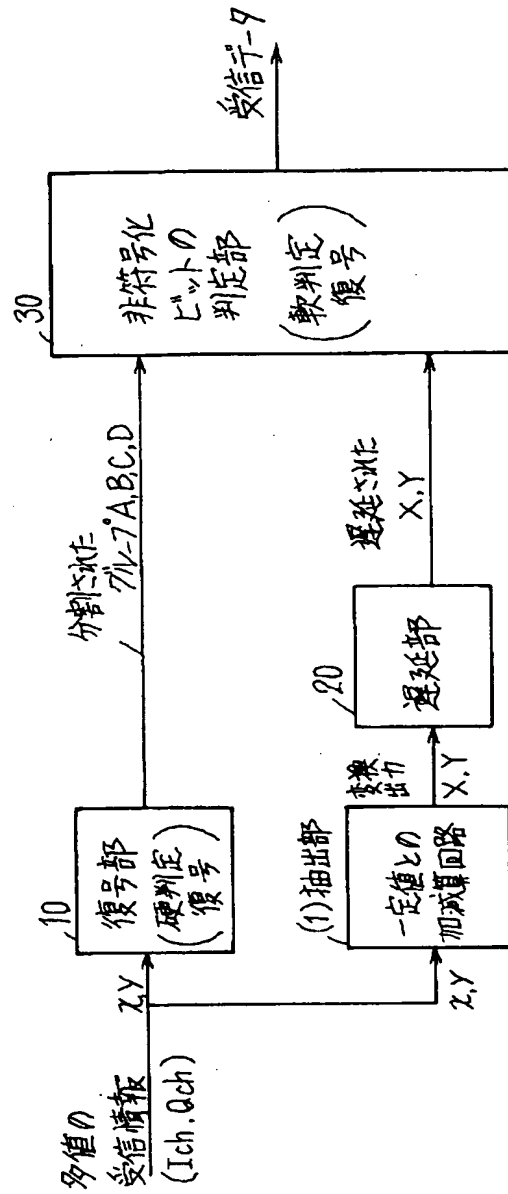 多値の
受信情報
(Ich, Qch)
x,y
10
復号部
(硬判定
復号)
分割された
グループA,B,C,D
x,y
(1)抽出部
一定値との
加減算回路
変換
出力
X,Y
20
遅延部
遅延された
X,Y
30
非符号化
ビットの
判定部
(軟判定
復号)
受信データ